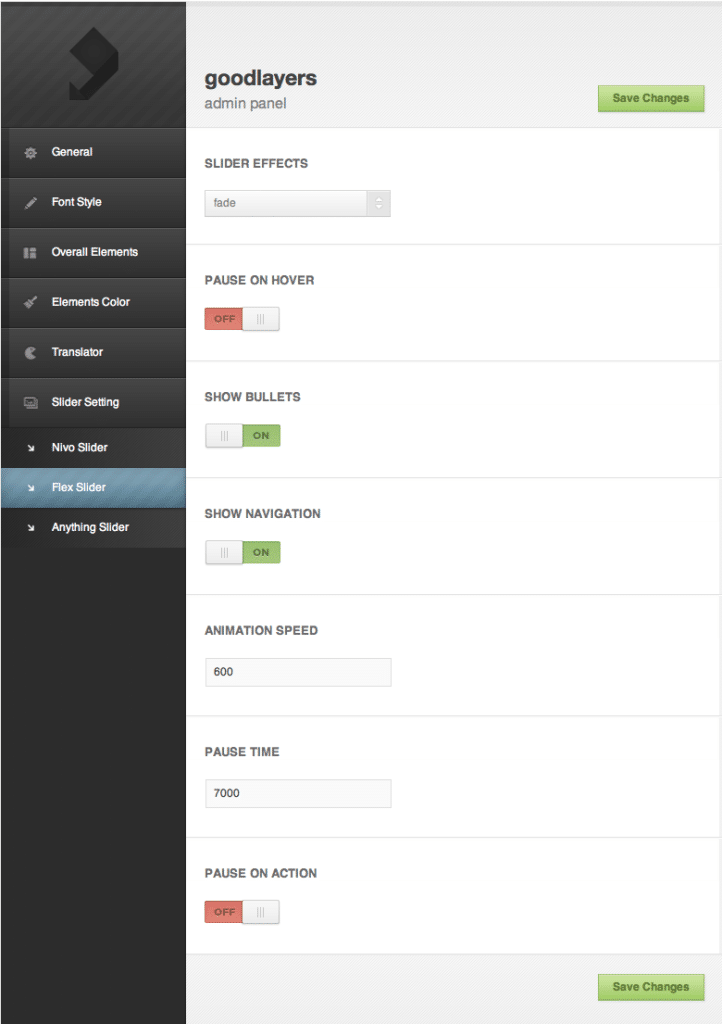 goodlayers
admin panel
Save Changes
General
Font Style
Overall Elements
Elements Color
Translator
Slider Setting
Nivo Slider
Flex Slider
Anything Slider
SLIDER EFFECTS
fade
PAUSE ON HOVER
OFF
SHOW BULLETS
ON
SHOW NAVIGATION
ON
ANIMATION SPEED
600
PAUSE TIME
7000
PAUSE ON ACTION
OFF
Save Changes